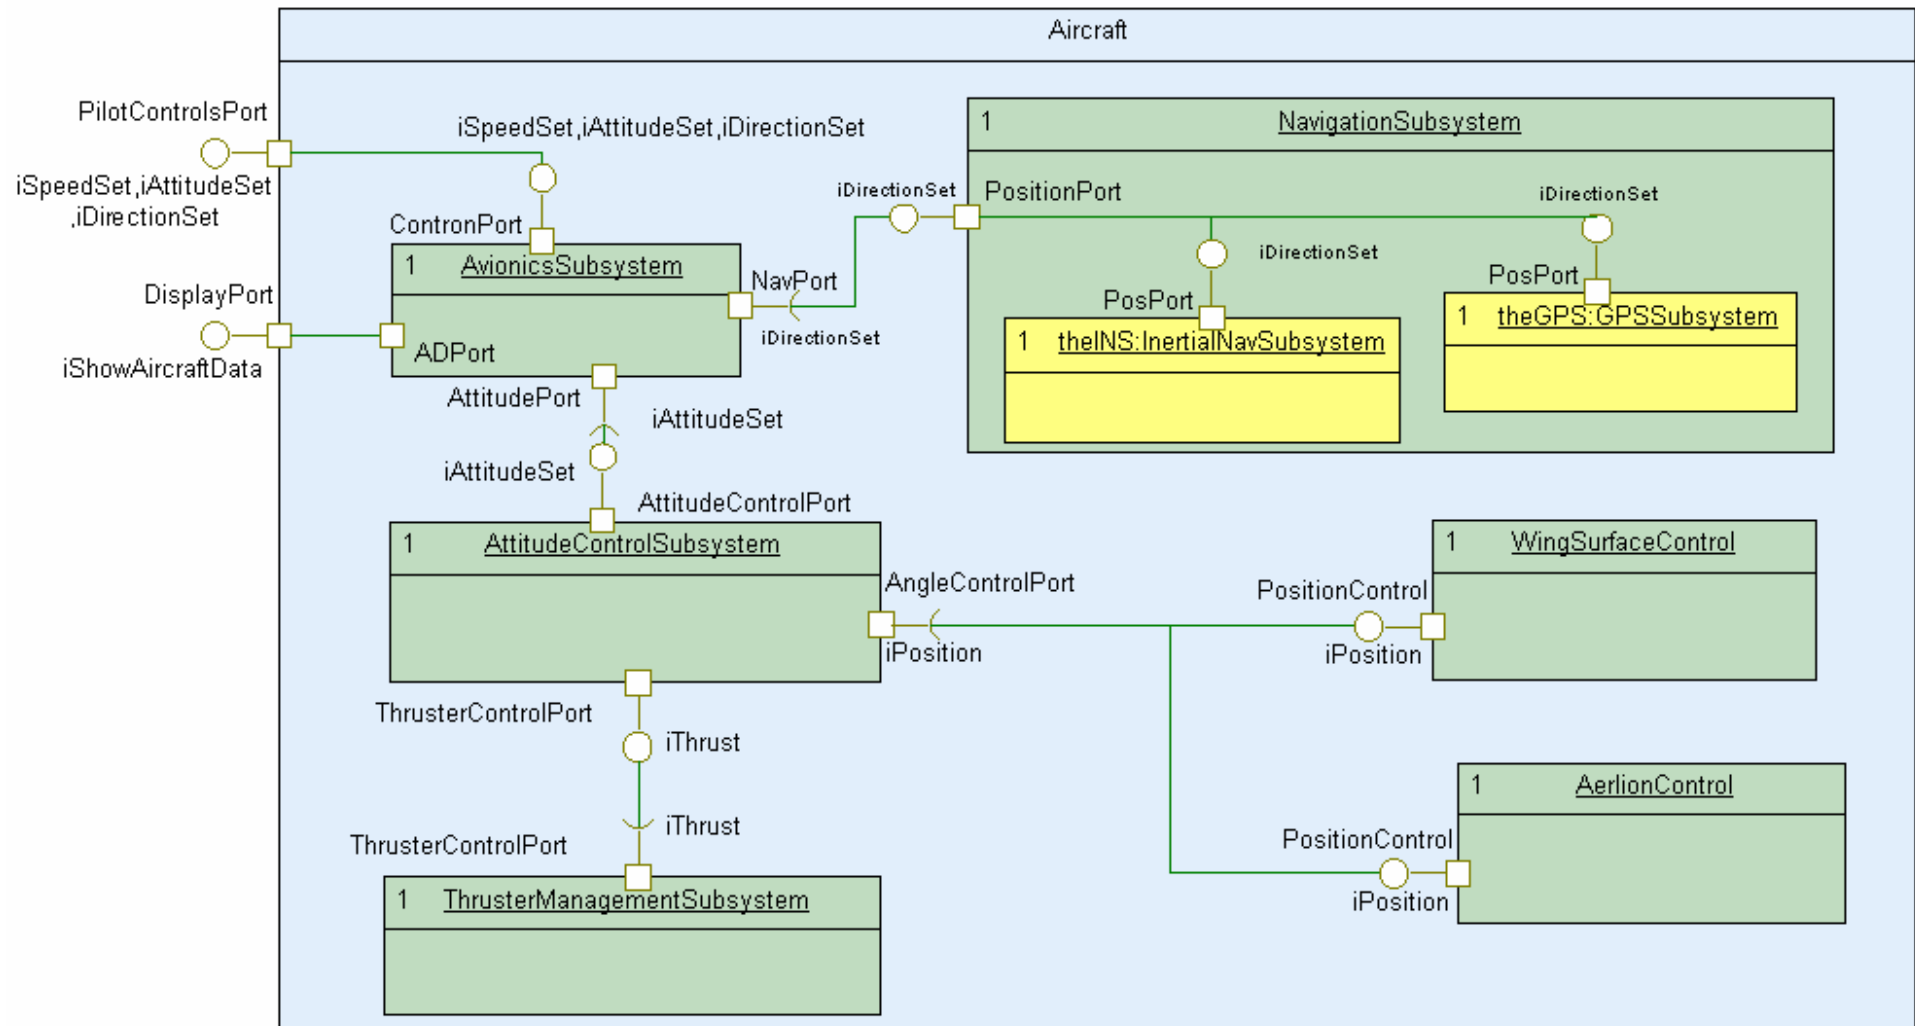 Aircraft
PilotControlsPort
iSpeedSet,iAttitudeSet
,iDirectionSet
iSpeedSet,iAttitudeSet,iDirectionSet
ContronPort
1 AvionicsSubsystem
DisplayPort
iShowAircraftData
ADPort
NavPort
iDirectionSet
AttitudePort
iAttitudeSet
iDirectionSet
1 NavigationSubsystem
PositionPort
iDirectionSet
iDirectionSet
PosPort
PosPort
1 theINS:InertialNavSubsystem
1 theGPS:GPSSubsystem
iAttitudeSet
AttitudeControlPort
1 AttitudeControlSubsystem
AngleControlPort
iPosition
PositionControl
iPosition
1 WingSurfaceControl
ThrusterControlPort
iThrust
iThrust
ThrusterControlPort
1 ThrusterManagementSubsystem
1 AerlionControl
PositionControl
iPosition